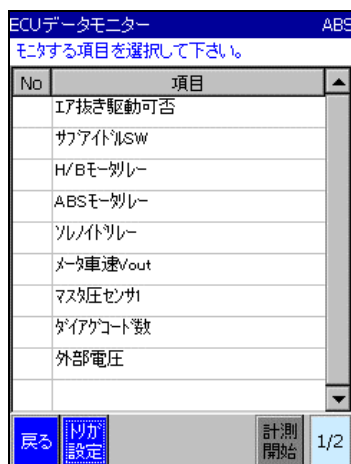 ECUデータモニター ABS
ﾓﾆﾀする項目を選択して下さい。
No 項目
ｴｱ抜き駆動可否
ｻﾌﾞｱｲﾄﾞﾙSW
H/Bﾓｰﾀﾘﾚｰ
ABSﾓｰﾀﾘﾚｰ
ｿﾚﾉｲﾄﾞﾘﾚｰ
ﾒｰﾀ車速Vout
ﾏｽﾀ圧ｾﾝｻ1
ﾀﾞｲｱｸﾞｺｰﾄﾞ数
外部電圧
戻る ﾄﾘｶﾞ設定 計測開始 1/2